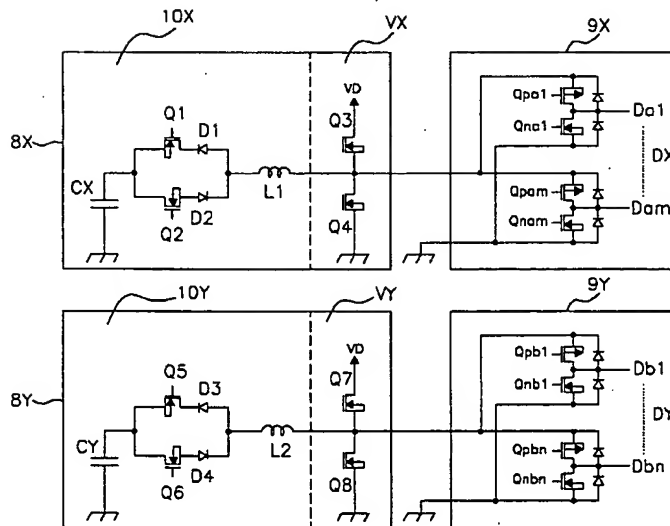 10X
VX
9X
8X
Q1
D1
CX
D2
Q2
L1
VD
Q3
Q4
Qpa1
Qna1
Da1
DX
Qpam
Qnam
Dam
10Y
VY
9Y
8Y
Q5
D3
CY
D4
Q6
L2
VD
Q7
Q8
Qpb1
Qnb1
Db1
DY
Qpbn
Qnbn
Dbn